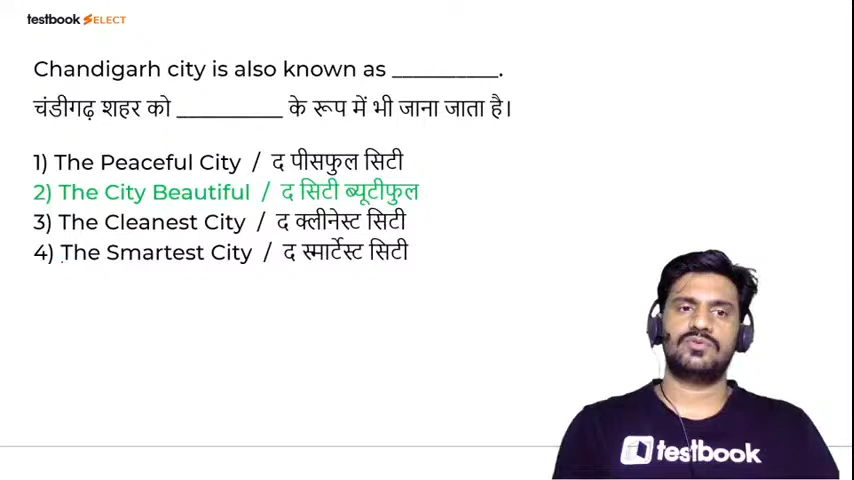 testbook SELECT
Chandigarh city is also known as __________.
चंडीगढ़ शहर को __________ के रूप में भी जाना जाता है।
1) The Peaceful City / द पीसफुल सिटी
2) The City Beautiful / द सिटी ब्यूटीफुल
3) The Cleanest City / द क्लीनेस्ट सिटी
4) The Smartest City / द स्मार्टेस्ट सिटी
testbook